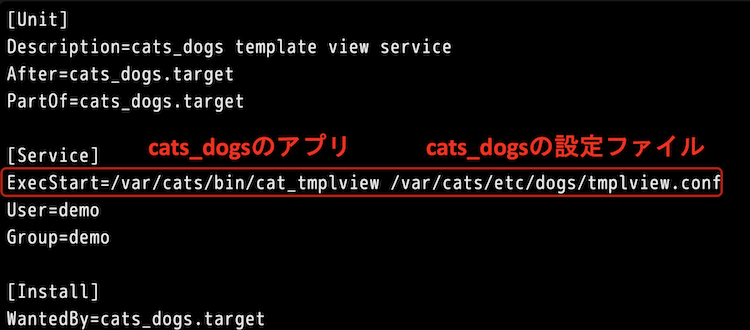 [Unit]
Description=cats_dogs template view service
After=cats_dogs.target
PartOf=cats_dogs.target
[Service]
cats_dogsのアプリ
cats_dogsの設定ファイル
ExecStart=/var/cats/bin/cat_tmplview /var/cats/etc/dogs/tmplview.conf
User=demo
Group=demo
[Install]
WantedBy=cats_dogs.target